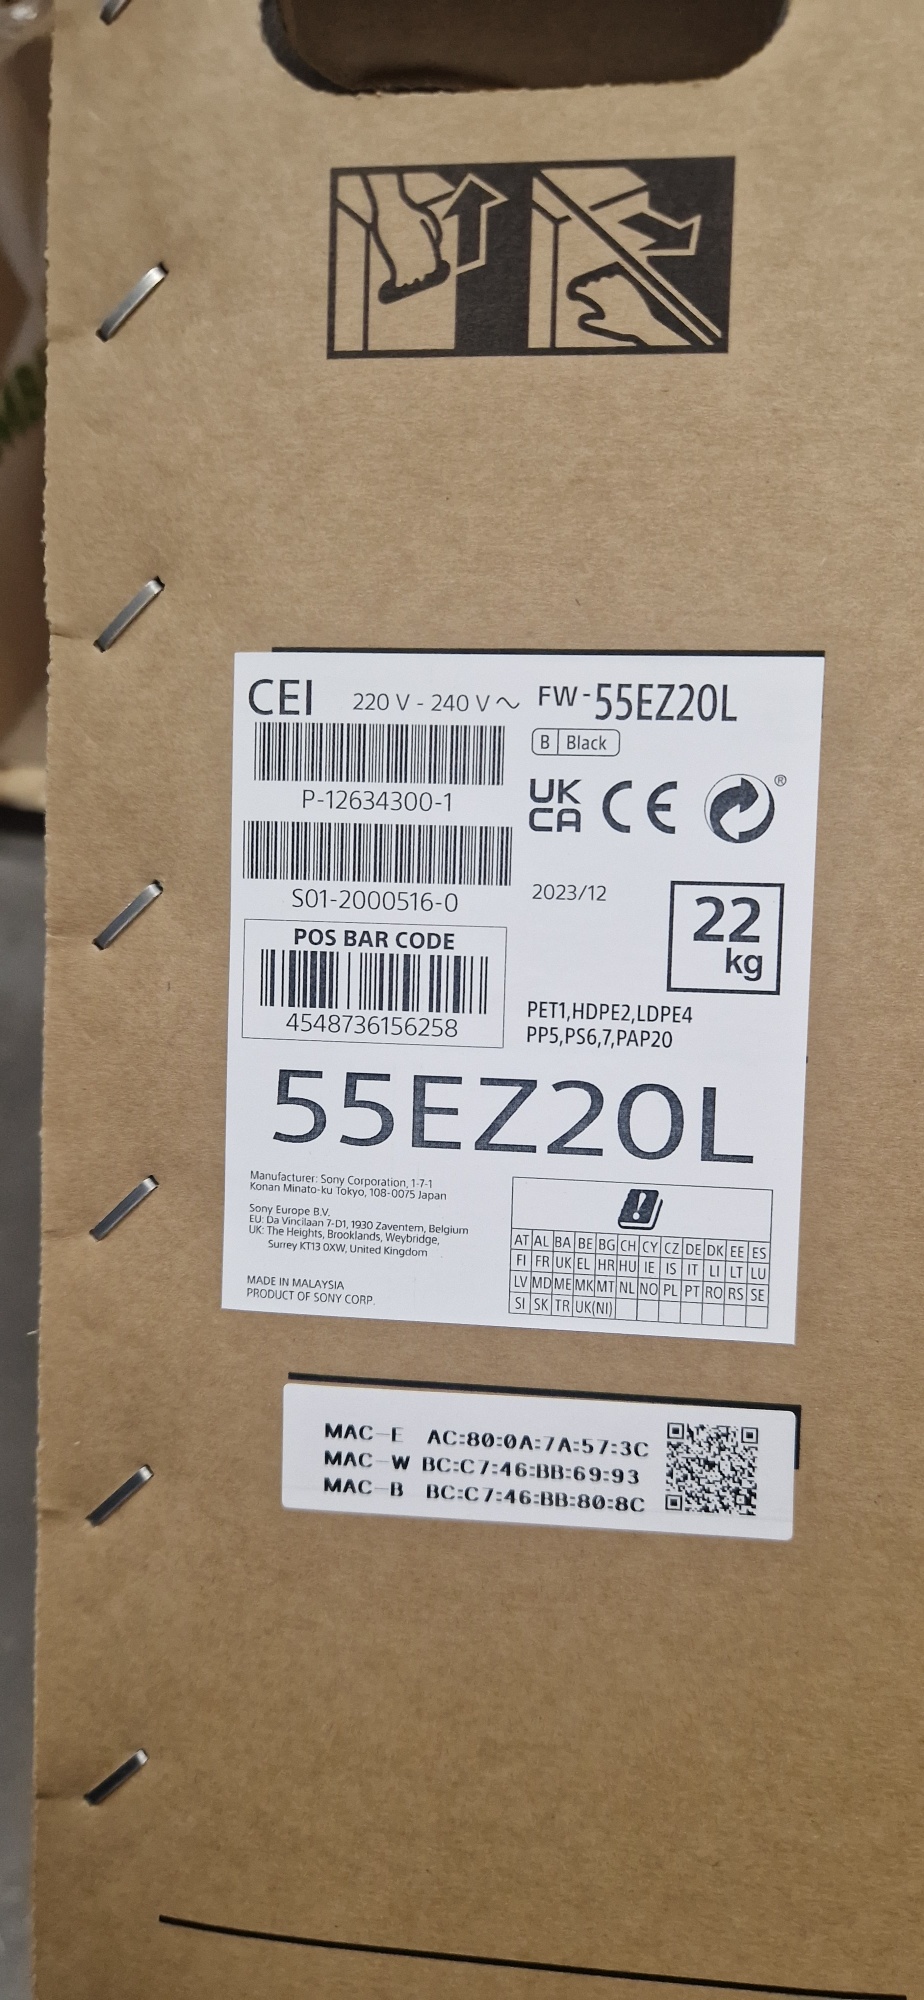 CEI 220 V - 240 V ~ FW-55EZ20L
B Black
P-12634300-1
UK
CA CE ®
S01-2000516-0
2023/12
22
kg
POS BAR CODE
4548736156258
PET1,HDPE2,LDPE4
PP5,PS6,7,PAP20
55EZ20L
Manufacturer: Sony Corporation, 1-7-1
Konan Minato-ku Tokyo, 108-0075 Japan
Sony Europe B.V.
EU: Da Vincilaan 7-D1, 1930 Zaventem, Belgium
UK: The Heights, Brooklands, Weybridge,
Surrey KT13 0XW, United Kingdom
MADE IN MALAYSIA
PRODUCT OF SONY CORP.
AT AL BA BE BG CH CY CZ DE DK EE ES
FI FR UK EL HR HU IE IS IT LI LT LU
LV MD ME MK MT NL NO PL PT RO RS SE
SI SK TR UK(NI)
MAC-E AC:80:0A:7A:57:3C
MAC-W BC:C7:46:BB:69:93
MAC-B BC:C7:46:BB:80:8C